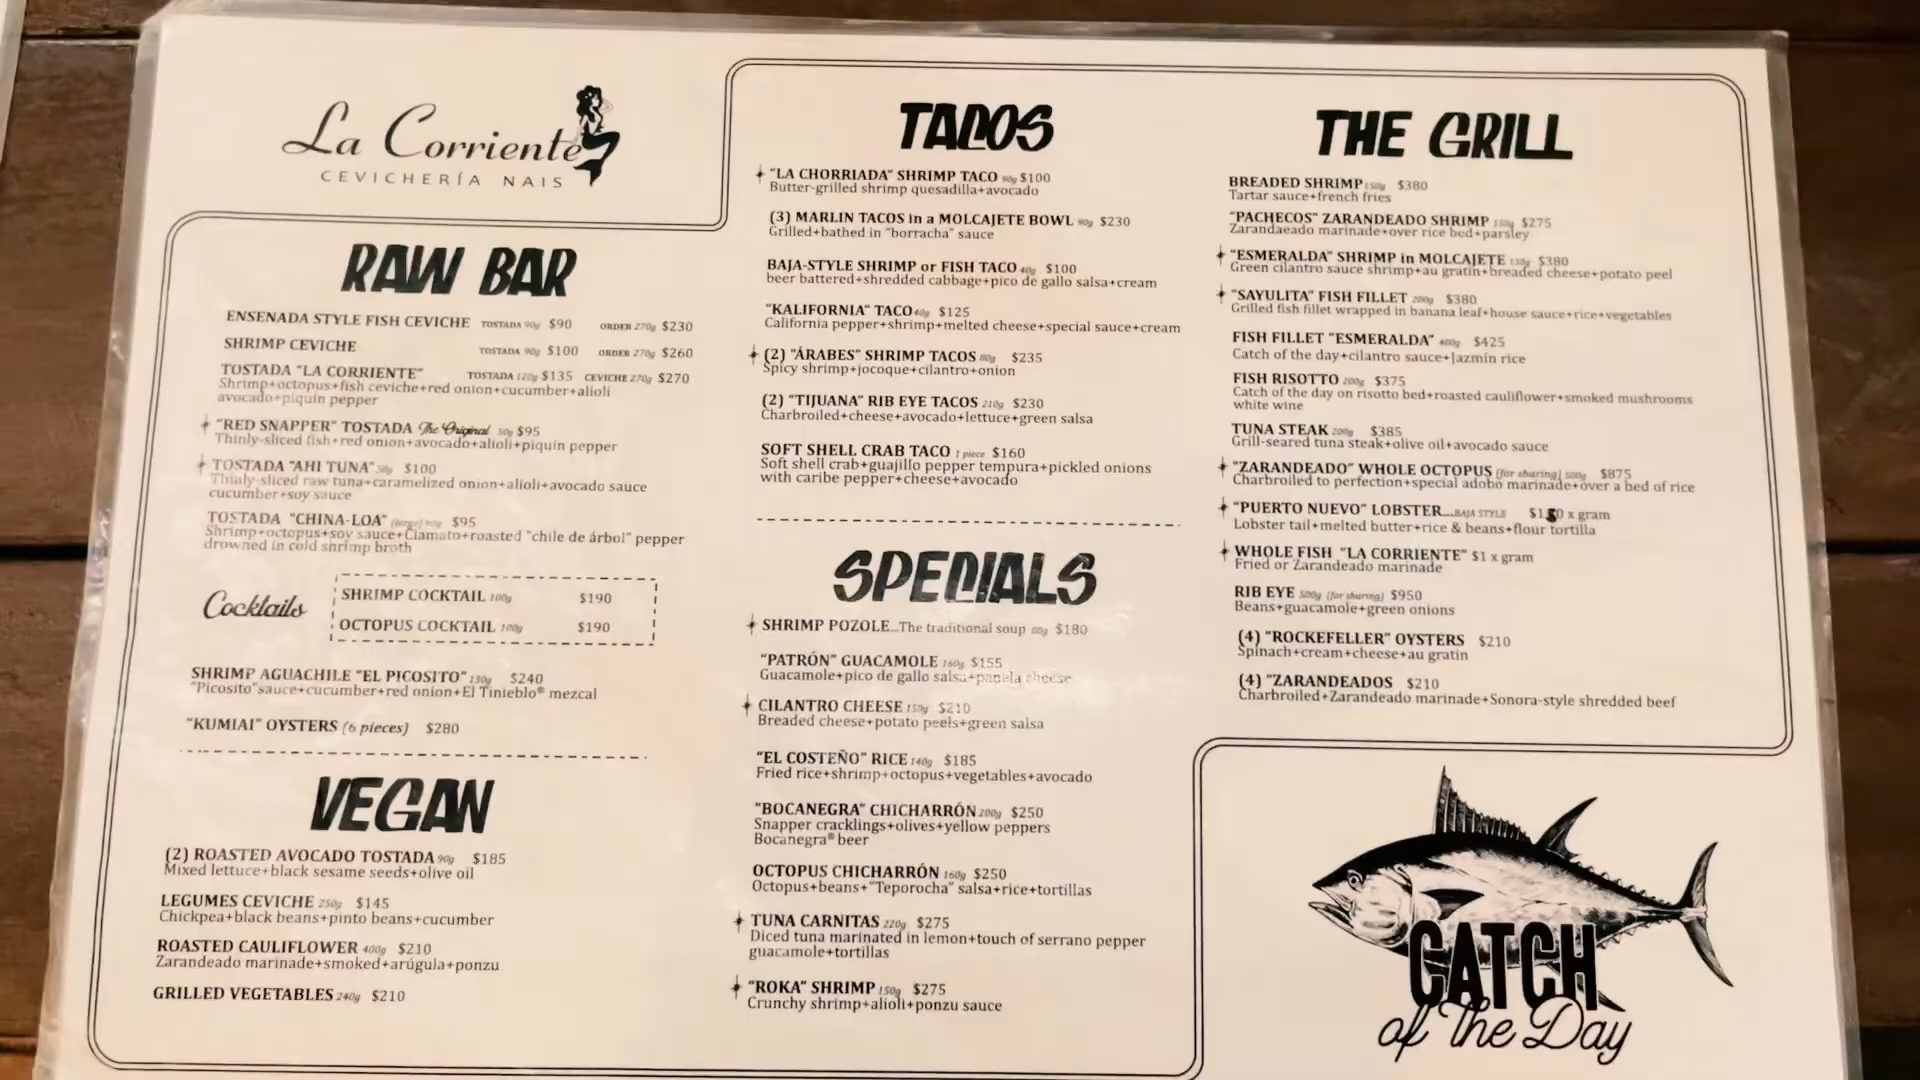 La Corriente
CEVICHERÍA NAIS
RAW BAR
ENSENADA STYLE FISH CEVICHE TOSTADA 90g $90 ORDER 270g $230
SHRIMP CEVICHE TOSTADA 90g $100 ORDER 270g $260
TOSTADA "LA CORRIENTE" TOSTADA 120g $135 CEVICHE 270g $270
Shrimp+octopus+fish ceviche+red onion+cucumber+alioli
avocado+piquin pepper
"RED SNAPPER" TOSTADA The Original 50g $95
Thinly-sliced fish+red onion+avocado+alioli+piquin pepper
TOSTADA "AHI TUNA" 50g $100
Thinly-sliced raw tuna+caramelized onion+alioli+avocado sauce
cucumber+soy sauce
TOSTADA "CHINA-LOA" (large) 90g $95
Shrimp+octopus+soy sauce+Clamato+roasted "chile de árbol" pepper
drowned in cold shrimp broth
Cocktails
SHRIMP COCKTAIL 100g $190
OCTOPUS COCKTAIL 100g $190
SHRIMP AGUACHILE "EL PICOSITO" 130g $240
"Picosito"sauce+cucumber+red onion+El Tinieblo® mezcal
"KUMIAI" OYSTERS (6 pieces) $280
VEGAN
(2) ROASTED AVOCADO TOSTADA 90g $185
Mixed lettuce+black sesame seeds+olive oil
LEGUMES CEVICHE 250g $145
Chickpea+black beans+pinto beans+cucumber
ROASTED CAULIFLOWER 400g $210
Zarandeado marinade+smoked+arúgula+ponzu
GRILLED VEGETABLES 240g $210
TACOS
"LA CHORRIADA" SHRIMP TACO 90g $100
Butter-grilled shrimp quesadilla+avocado
(3) MARLIN TACOS in a MOLCAJETE BOWL 90g $230
Grilled+bathed in "borracha" sauce
BAJA-STYLE SHRIMP or FISH TACO 40g $100
beer battered+shredded cabbage+pico de gallo salsa+cream
"KALIFORNIA" TACO 40g $125
California pepper+shrimp+melted cheese+special sauce+cream
(2) "ÁRABES" SHRIMP TACOS 80g $235
Spicy shrimp+jocoque+cilantro+onion
(2) "TIJUANA" RIB EYE TACOS 210g $230
Charbroiled+cheese+avocado+lettuce+green salsa
SOFT SHELL CRAB TACO 1 piece $160
Soft shell crab+guajillo pepper tempura+pickled onions
with caribe pepper+cheese+avocado
SPECIALS
SHRIMP POZOLE...The traditional soup 60g $180
"PATRÓN" GUACAMOLE 160g $155
Guacamole+pico de gallo salsa+panela cheese
CILANTRO CHEESE 150g $210
Breaded cheese+potato peels+green salsa
"EL COSTEÑO" RICE 140g $185
Fried rice+shrimp+octopus+vegetables+avocado
"BOCANEGRA" CHICHARRÓN 200g $250
Snapper cracklings+olives+yellow peppers
Bocanegra® beer
OCTOPUS CHICHARRÓN 160g $250
Octopus+beans+"Teporocha" salsa+rice+tortillas
TUNA CARNITAS 220g $275
Diced tuna marinated in lemon+touch of serrano pepper
guacamole+tortillas
"ROKA" SHRIMP 150g $275
Crunchy shrimp+alioli+ponzu sauce
THE GRILL
BREADED SHRIMP 150g $380
Tartar sauce+french fries
"PACHECOS" ZARANDEADO SHRIMP 150g $275
Zarandaeado marinade+over rice bed+parsley
"ESMERALDA" SHRIMP in MOLCAJETE 130g $380
Green cilantro sauce shrimp+au gratin+breaded cheese+potato peel
"SAYULITA" FISH FILLET 200g $380
Grilled fish fillet wrapped in banana leaf+house sauce+rice+vegetables
FISH FILLET "ESMERALDA" 400g $425
Catch of the day+cilantro sauce+Jazmín rice
FISH RISOTTO 200g $375
Catch of the day on risotto bed+roasted cauliflower+smoked mushrooms
white wine
TUNA STEAK 200g $385
Grill-seared tuna steak+olive oil+avocado sauce
"ZARANDEADO" WHOLE OCTOPUS (for sharing) 500g $875
Charbroiled to perfection+special adobo marinade+over a bed of rice
"PUERTO NUEVO" LOBSTER...BAJA STYLE x gram
Lobster tail+melted butter+rice & beans+flour tortilla
WHOLE FISH "LA CORRIENTE" $1 x gram
Fried or Zarandeado marinade
RIB EYE 500g (for sharing) $950
Beans+guacamole+green onions
(4) "ROCKEFELLER" OYSTERS $210
Spinach+cream+cheese+au gratin
(4) "ZARANDEADOS $210
Charbroiled+Zarandeado marinade+Sonora-style shredded beef
CATCH
of The Day